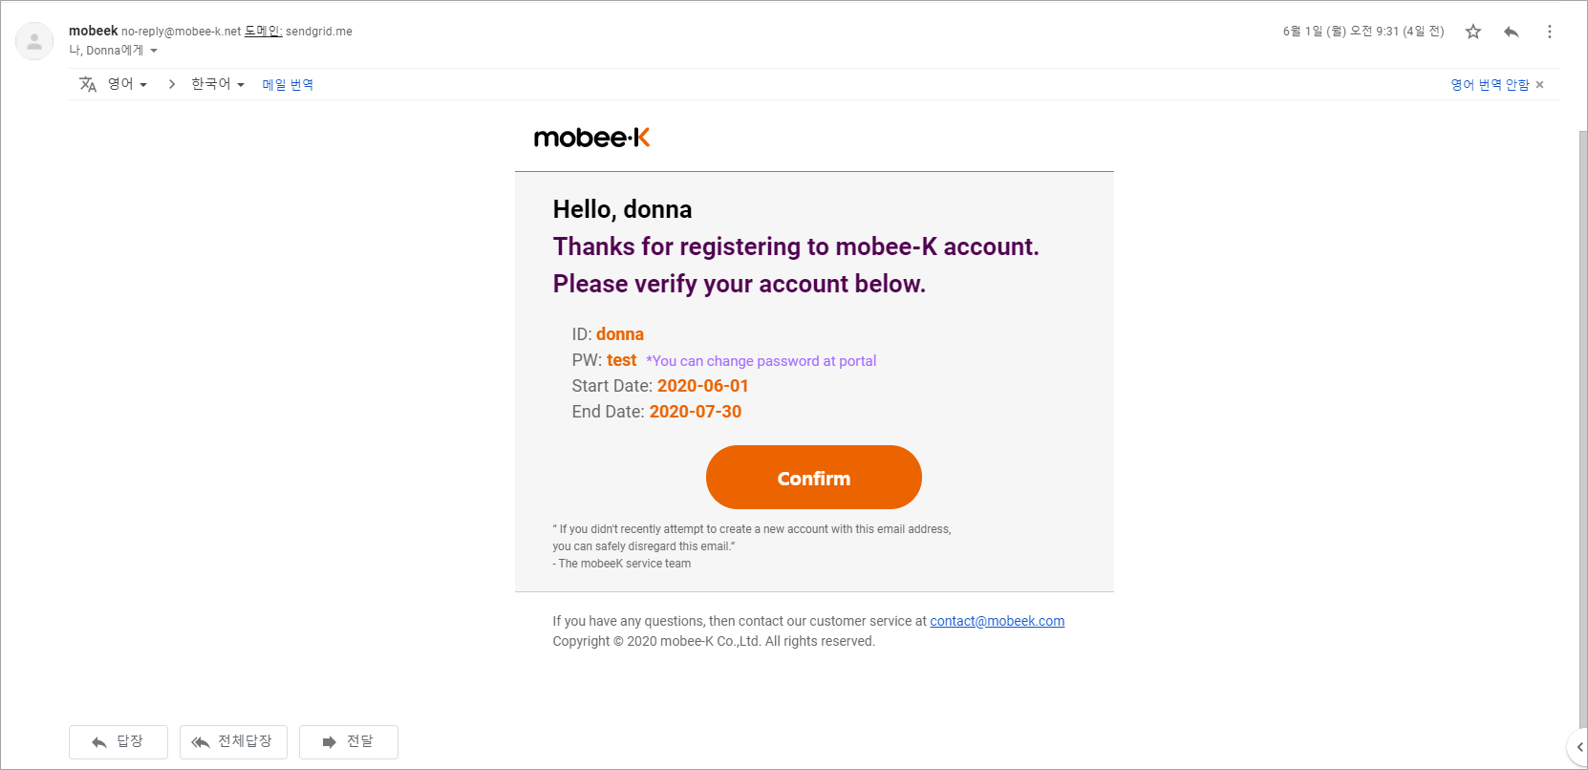 mobeek no-reply@mobee-k.net 도메인: sendgrid.me
6월 1일 (월) 오전 9:31 (4일 전)
나, Donna에게
영어 > 한국어 메일 번역
영어 번역 안함 ×
mobee·K
Hello, donna
Thanks for registering to mobee-K account.
Please verify your account below.
ID: donna
PW: test *You can change password at portal
Start Date: 2020-06-01
End Date: 2020-07-30
Confirm
“ If you didn't recently attempt to create a new account with this email address,
you can safely disregard this email.“
- The mobeeK service team
If you have any questions, then contact our customer service at contact@mobeek.com
Copyright © 2020 mobee-K Co.,Ltd. All rights reserved.
답장
전체답장
전달